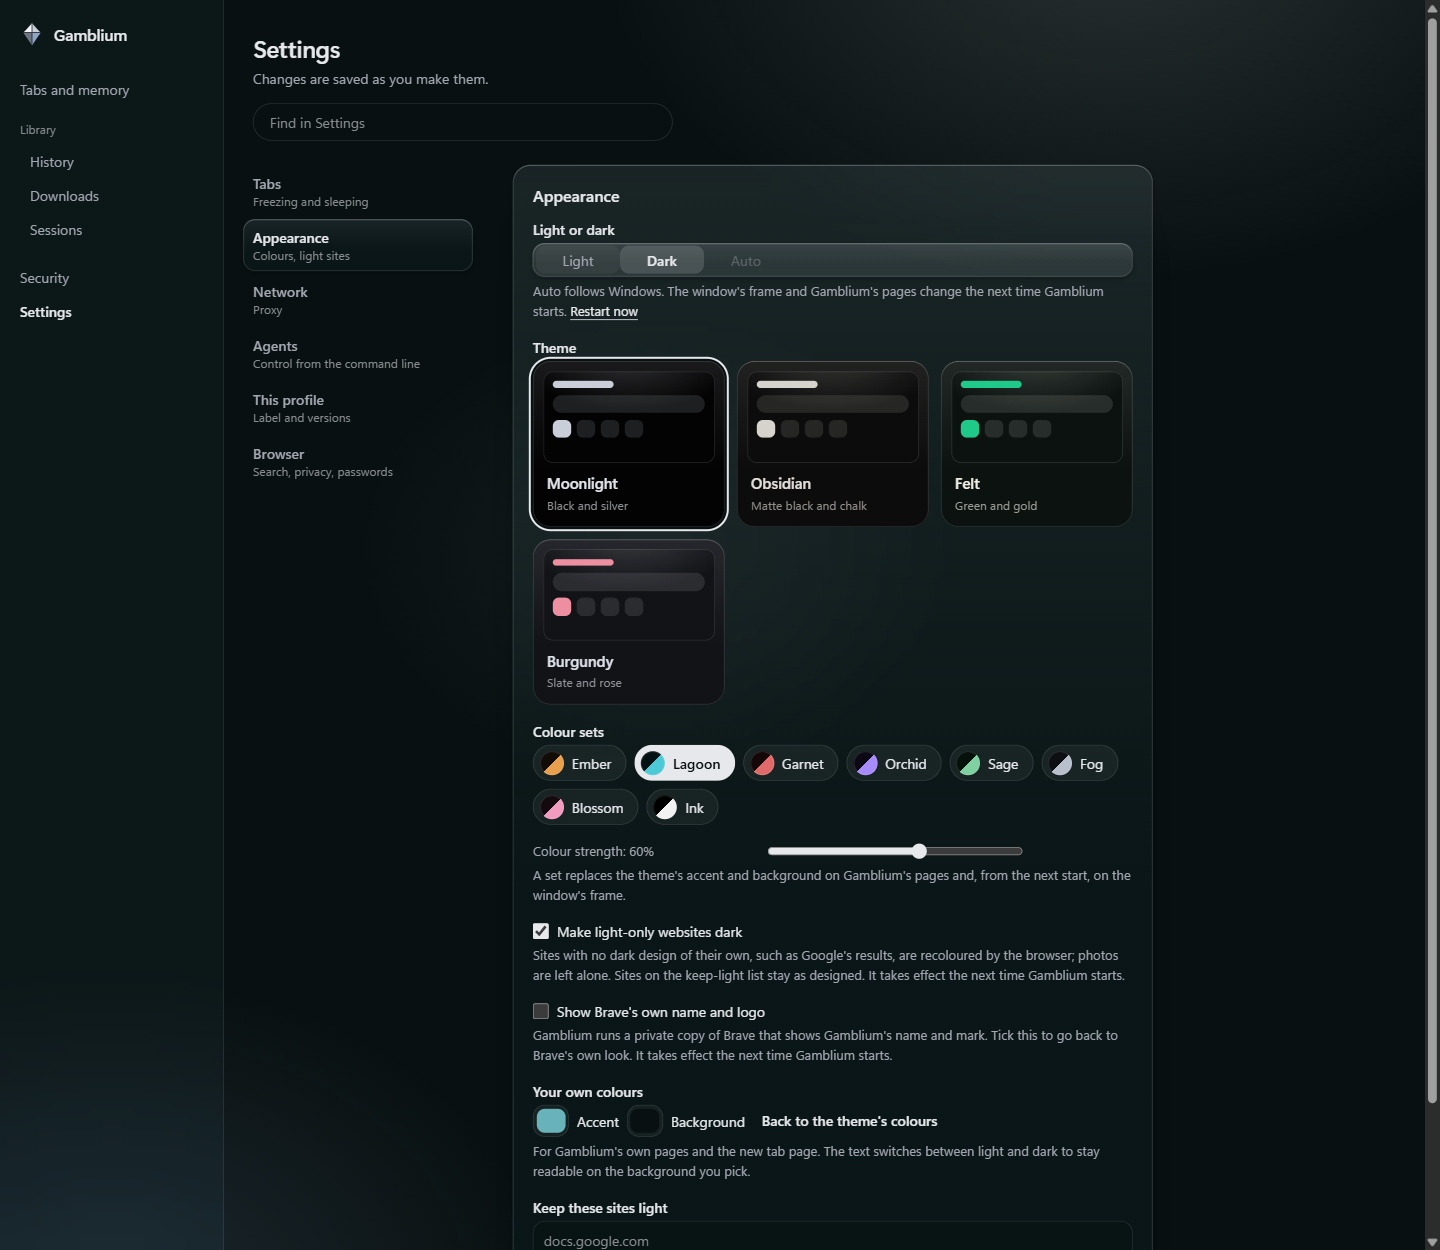 Gamblium
Tabs and memory
Library
History
Downloads
Sessions
Security
Settings
Settings
Changes are saved as you make them.
Find in Settings
Tabs
Freezing and sleeping
Appearance
Colours, light sites
Network
Proxy
Agents
Control from the command line
This profile
Label and versions
Browser
Search, privacy, passwords
Appearance
Light or dark
Light Dark Auto
Auto follows Windows. The window's frame and Gamblium's pages change the next time Gamblium
starts. Restart now
Theme
Moonlight
Black and silver
Obsidian
Matte black and chalk
Felt
Green and gold
Burgundy
Slate and rose
Colour sets
Ember Lagoon Garnet Orchid Sage Fog
Blossom Ink
Colour strength: 60%
A set replaces the theme's accent and background on Gamblium's pages and, from the next start, on the
window's frame.
Make light-only websites dark
Sites with no dark design of their own, such as Google's results, are recoloured by the browser; photos
are left alone. Sites on the keep-light list stay as designed. It takes effect the next time Gamblium starts.
Show Brave's own name and logo
Gamblium runs a private copy of Brave that shows Gamblium's name and mark. Tick this to go back to
Brave's own look. It takes effect the next time Gamblium starts.
Your own colours
Accent Background Back to the theme's colours
For Gamblium's own pages and the new tab page. The text switches between light and dark to stay
readable on the background you pick.
Keep these sites light
docs.google.com